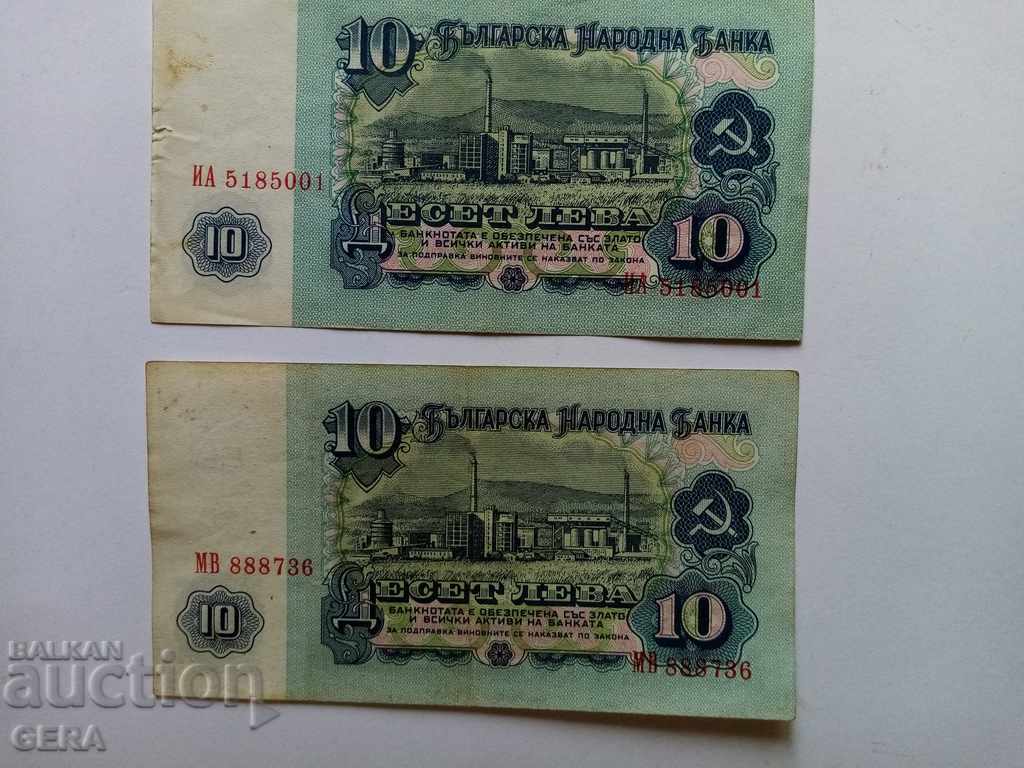 10 БЪЛГАРСКА НАРОДНА БАНКА
ИА 5185001
ДЕСЕТ ЛЕВА
10
БАНКНОТАТА Е ОБЕЗПЕЧЕНА СЪС ЗЛАТО
И ВСИЧКИ АКТИВИ НА БАНКАТА
10
ЗА ПОДПРАВКА ВИНОВНИТЕ СЕ НАКАЗВАТ ПО ЗАКОНА
ИА 5185001
10 БЪЛГАРСКА НАРОДНА БАНКА
МВ 888736
ДЕСЕТ ЛЕВА
10
БАНКНОТАТА Е ОБЕЗПЕЧЕНА СЪС ЗЛАТО
И ВСИЧКИ АКТИВИ НА БАНКАТА
10
ЗА ПОДПРАВКА ВИНОВНИТЕ СЕ НАКАЗВАТ ПО ЗАКОНА
МВ 888736
BALKAN
auction
GERA